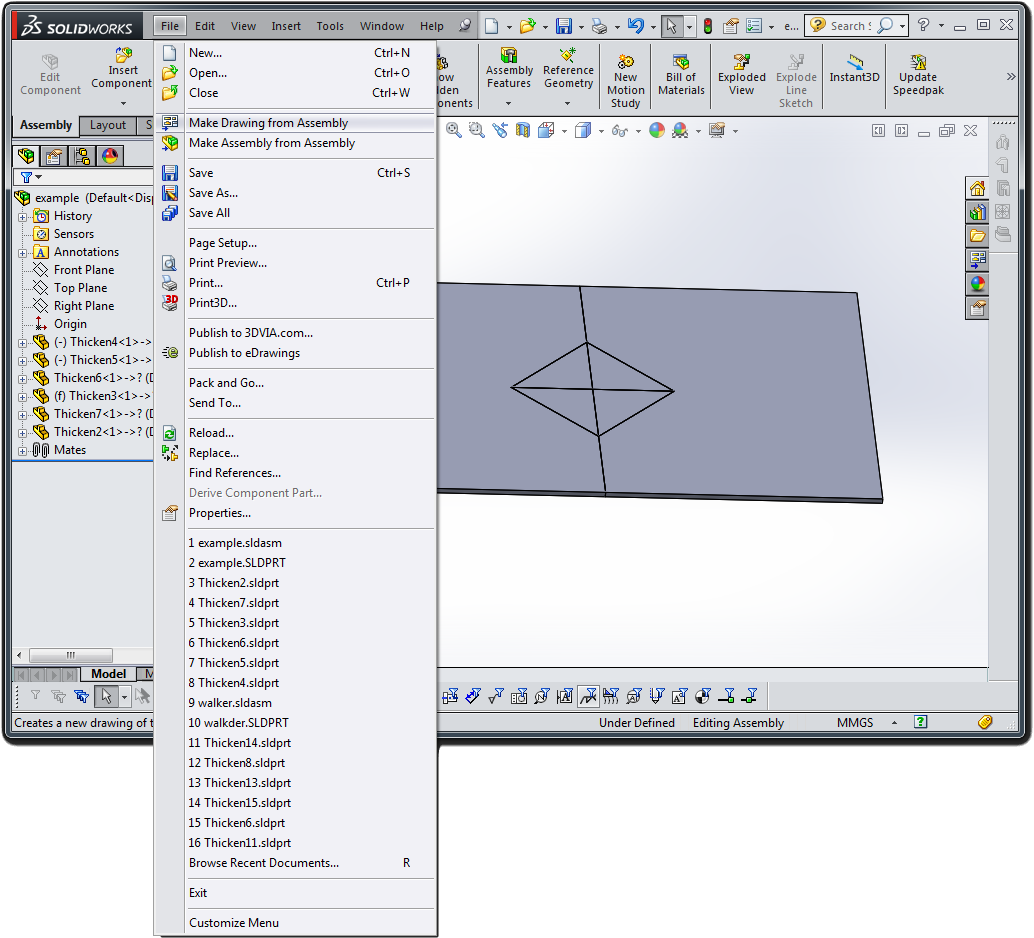 SOLIDWORKS File Edit View Insert Tools Window Help e... Search
Edit Component
Insert Component
Assembly Features
Reference Geometry
New Motion Study
Bill of Materials
Exploded View
Explode Line Sketch
Instant3D
Update Speedpak
Assembly Layout S
example (Default<Disp
History
Sensors
A Annotations
Front Plane
Top Plane
Right Plane
Origin
(-) Thicken4<1>->
(-) Thicken5<1>->
Thicken6<1>->? (D
(f) Thicken3<1>->
Thicken7<1>->? (D
Thicken2<1>->? (D
Mates
New... Ctrl+N
Open... Ctrl+O
Close Ctrl+W
Make Drawing from Assembly
Make Assembly from Assembly
Save Ctrl+S
Save As...
Save All
Page Setup...
Print Preview...
Print... Ctrl+P
3D Print3D...
Publish to 3DVIA.com...
Publish to eDrawings
Pack and Go...
Send To...
Reload...
Replace...
Find References...
Derive Component Part...
Properties...
1 example.sldasm
2 example.SLDPRT
3 Thicken2.sldprt
4 Thicken7.sldprt
5 Thicken3.sldprt
6 Thicken6.sldprt
7 Thicken5.sldprt
8 Thicken4.sldprt
9 walker.sldasm
10 walkder.SLDPRT
11 Thicken14.sldprt
12 Thicken8.sldprt
13 Thicken13.sldprt
14 Thicken15.sldprt
15 Thicken6.sldprt
16 Thicken11.sldprt
Browse Recent Documents... R
Exit
Customize Menu
Model M
Creates a new drawing of t Under Defined Editing Assembly MMGS